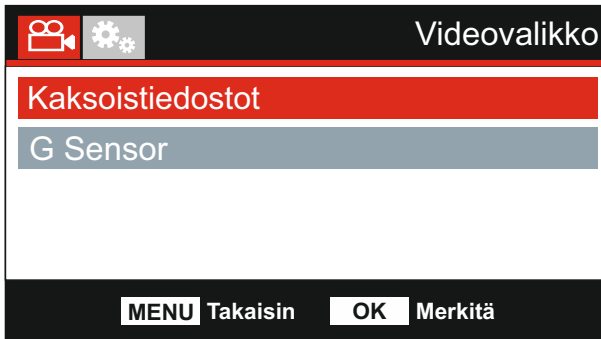 Videovalikko
Kaksoistiedostot
G Sensor
MENU Takaisin OK Merkitä